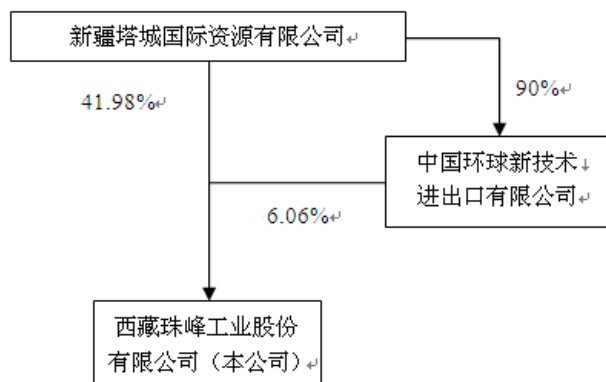 新疆塔城国际资源有限公司
41.98%
90%
中国环球新技术
进出口有限公司
6.06%
西藏珠峰工业股份
有限公司（本公司）